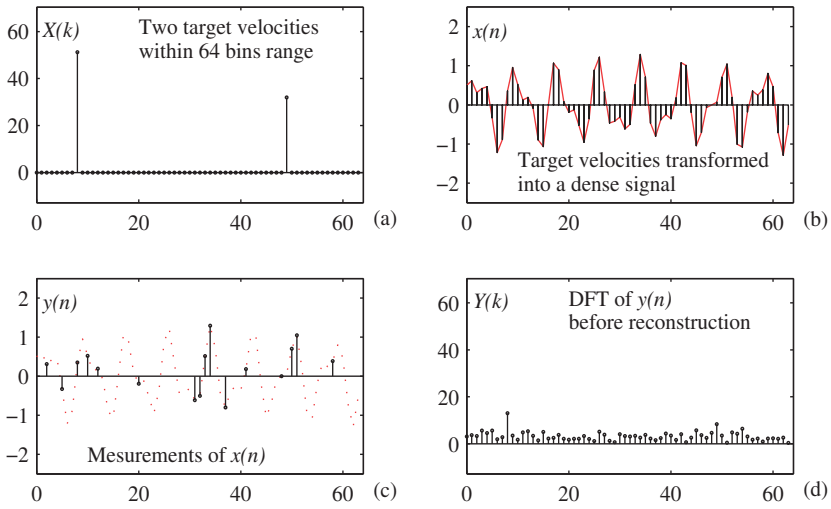 X(k)
Two target velocities
within 64 bins range
60
40
20
0
0
20
40
60
(a)
x(n)
2
1
0
-1
-2
Target velocities transformed
into a dense signal
0
20
40
60
(b)
y(n)
2
1
0
-1
-2
Mesurements of x(n)
0
20
40
60
(c)
Y(k)
DFT of y(n)
before reconstruction
60
40
20
0
0
20
40
60
(d)